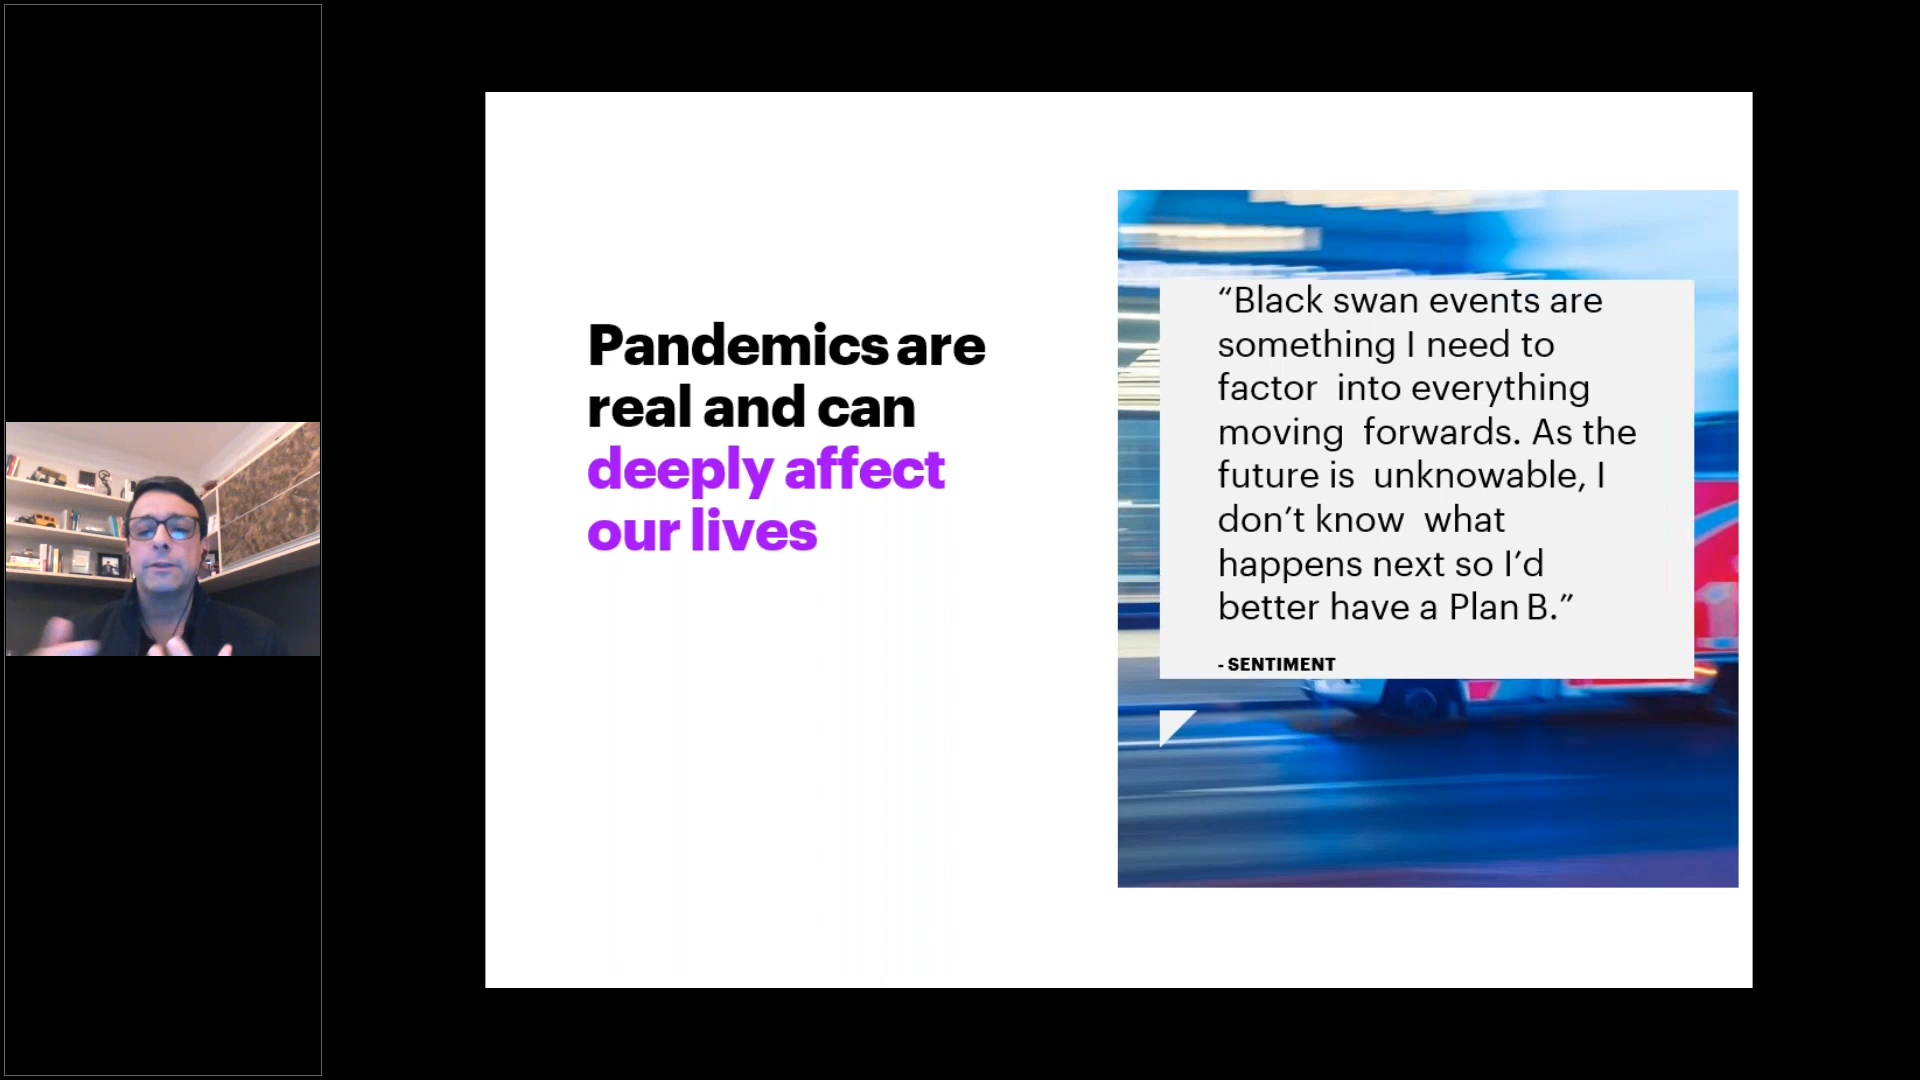 Pandemics are
real and can
deeply affect
our lives
“Black swan events are
something I need to
factor into everything
moving forwards. As the
future is unknowable, I
don’t know what
happens next so I’d
better have a Plan B.”
- SENTIMENT